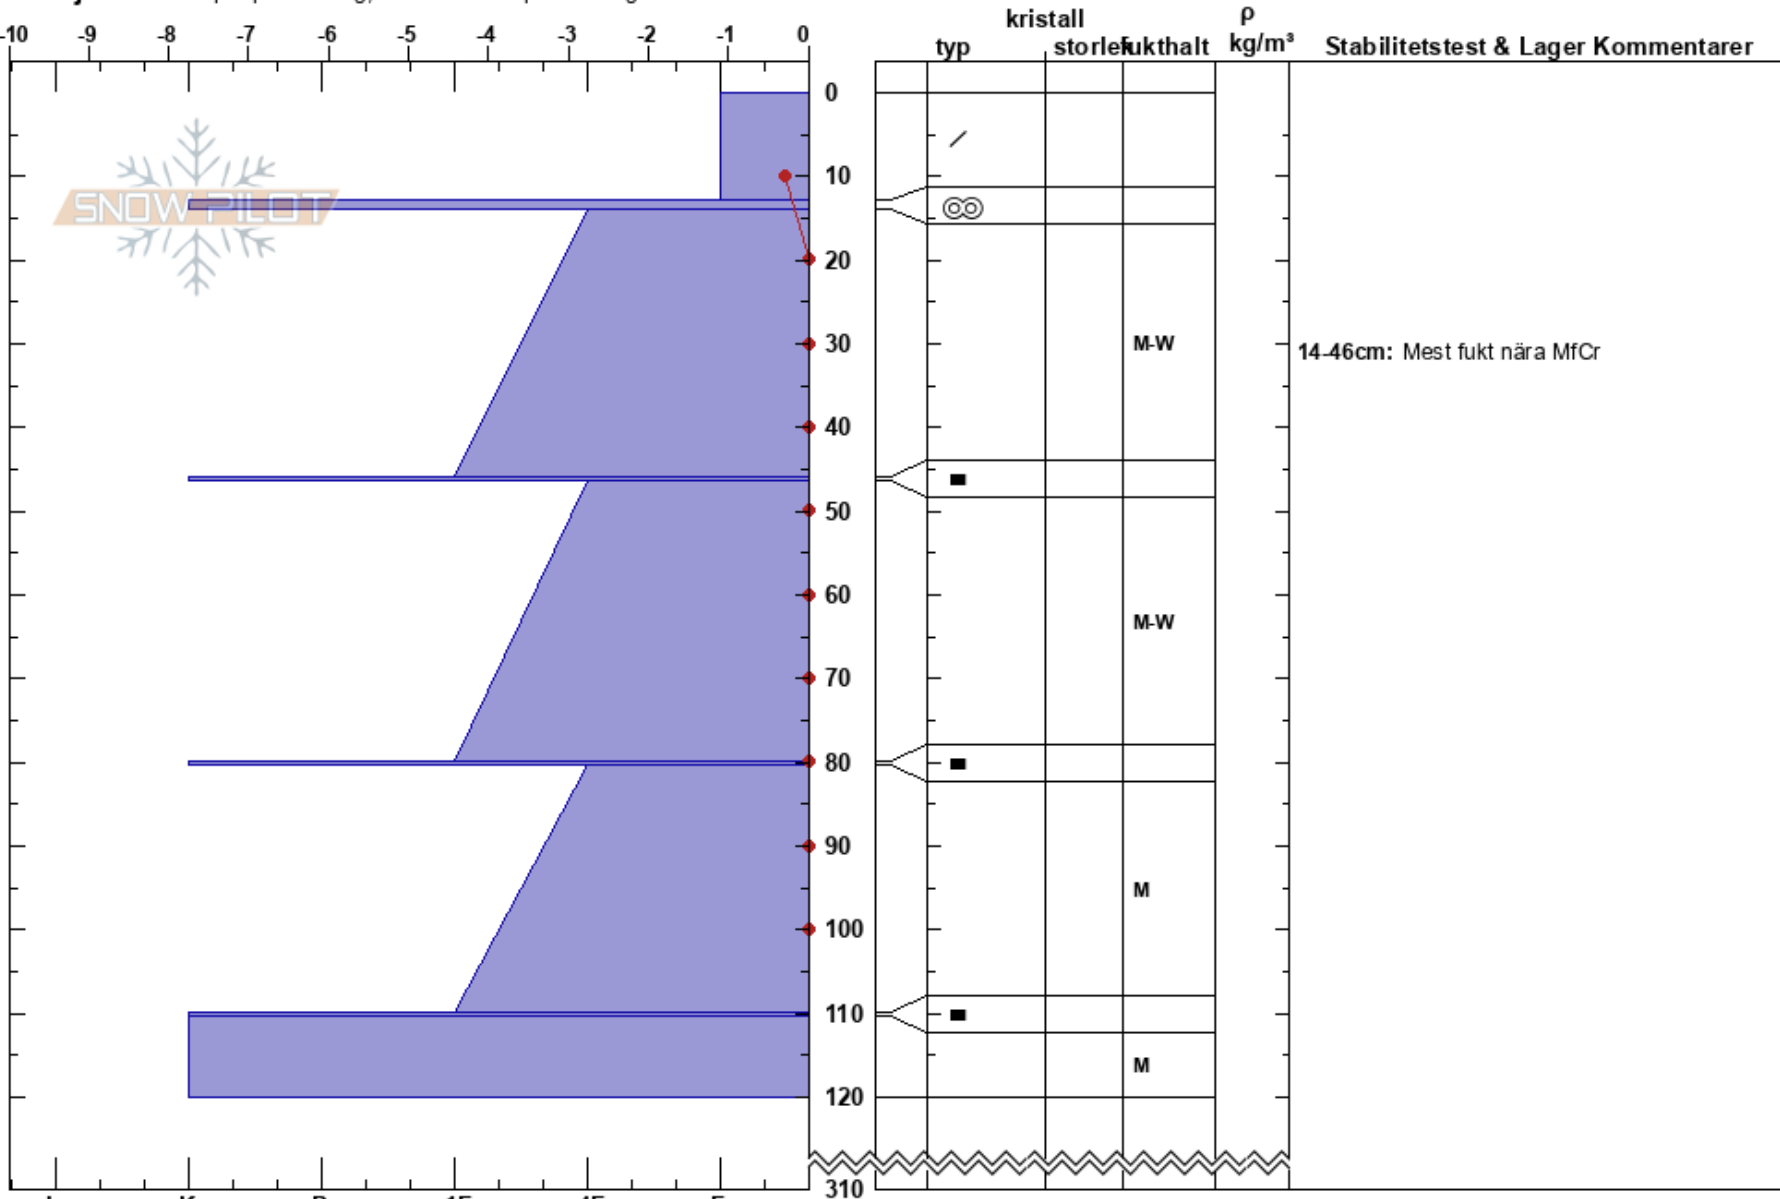 kristall ρ
-10 -9 -8 -7 -6 -5 -4 -3 -2 -1 0 typ storlek fukthalt kg/m³ Stabilitetstest & Lager Kommentarer
0
10
SNOW PILOT
20
30 M-W 14-46cm: Mest fukt nära MfCr
40
50
60
M-W
70
80
90
M
100
110
M
120
310